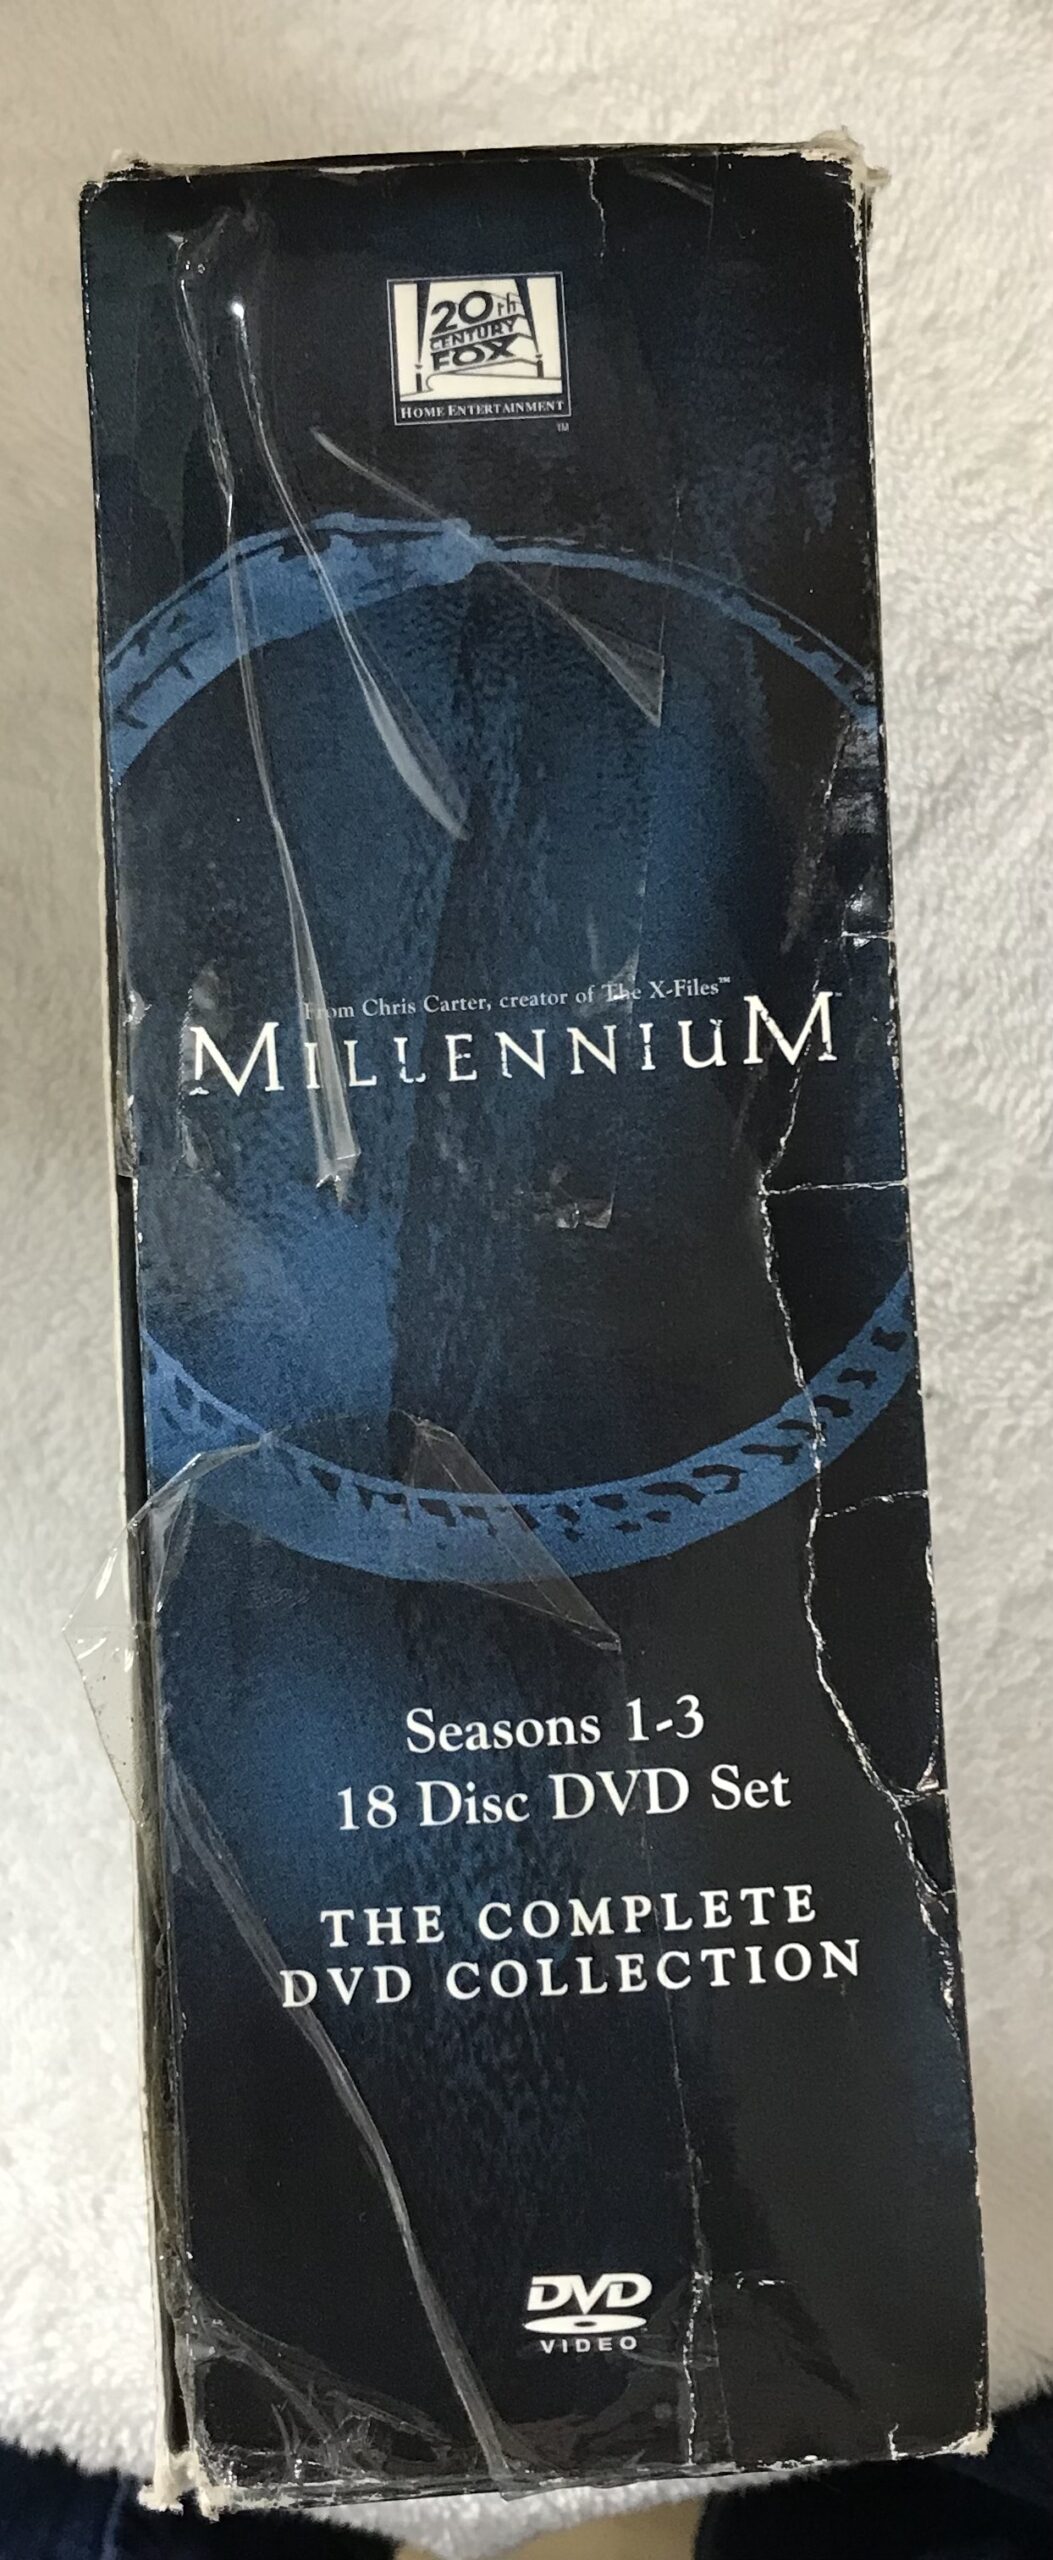 20th
CENTURY
FOX
HOME ENTERTAINMENT
TM
From Chris Carter, creator of The X-Files™
MILLENNIUM™
Seasons 1-3
18 Disc DVD Set
THE COMPLETE
DVD COLLECTION
DVD
VIDEO